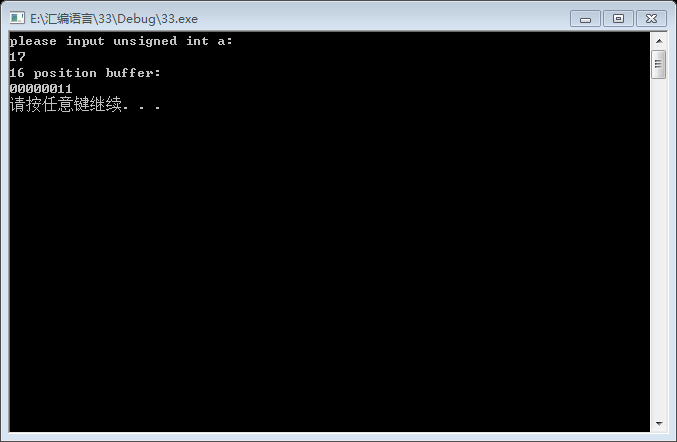 E:\汇编语言\33\Debug\33.exe
please input unsigned int a:
17
16 position buffer:
00000011
请按任意键继续. . .